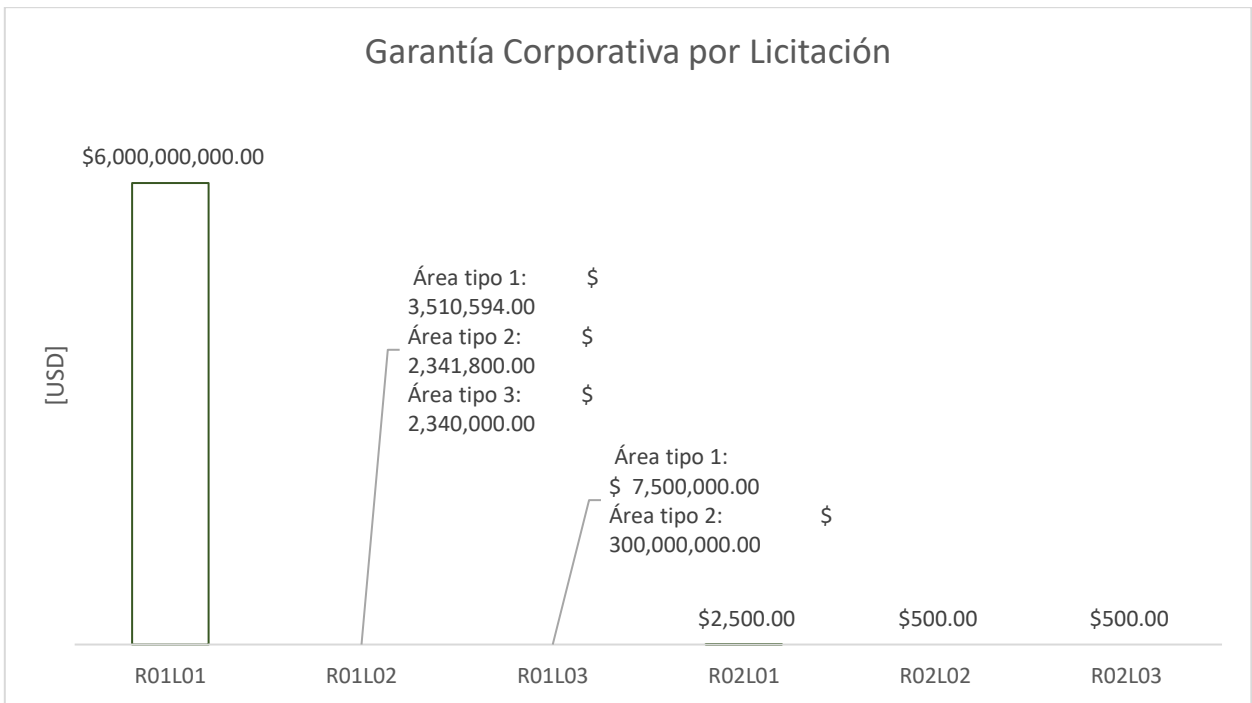 Garantía Corporativa por Licitación
$6,000,000,000.00
[USD]
Área tipo 1: $
3,510,594.00
Área tipo 2: $
2,341,800.00
Área tipo 3: $
2,340,000.00
Área tipo 1:
$ 7,500,000.00
Área tipo 2: $
300,000,000.00
$2,500.00 $500.00 $500.00
R01L01 R01L02 R01L03 R02L01 R02L02 R02L03